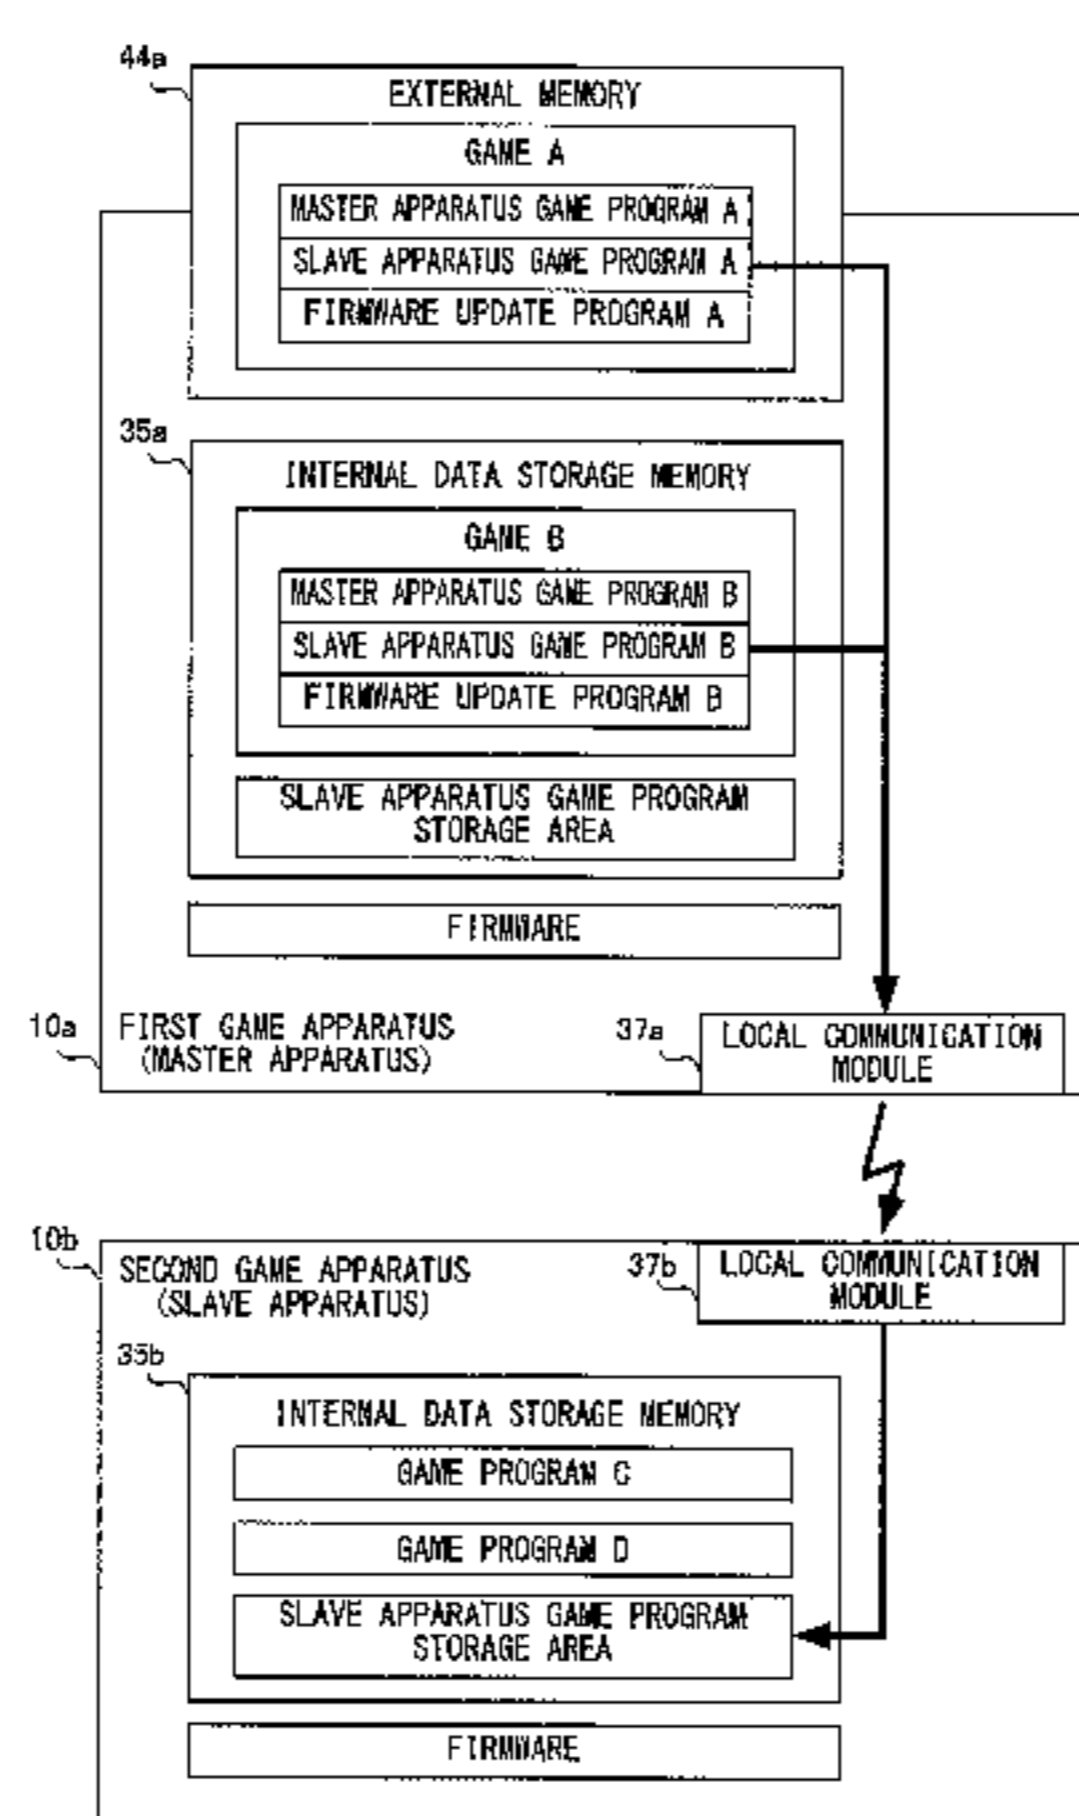 44a
EXTERNAL MEMORY
GAME A
MASTER APPARATUS GAME PROGRAM A
SLAVE APPARATUS GAME PROGRAM A
FIRMWARE UPDATE PROGRAM A
35a
INTERNAL DATA STORAGE MEMORY
GAME B
MASTER APPARATUS GAME PROGRAM B
SLAVE APPARATUS GAME PROGRAM B
FIRMWARE UPDATE PROGRAM B
SLAVE APPARATUS GAME PROGRAM
STORAGE AREA
FIRMWARE
10a
FIRST GAME APPARATUS
(MASTER APPARATUS)
37a
LOCAL COMMUNICATION
MODULE
10b
SECOND GAME APPARATUS
(SLAVE APPARATUS)
37b
LOCAL COMMUNICATION
MODULE
35b
INTERNAL DATA STORAGE MEMORY
GAME PROGRAM C
GAME PROGRAM D
SLAVE APPARATUS GAME PROGRAM
STORAGE AREA
FIRMWARE